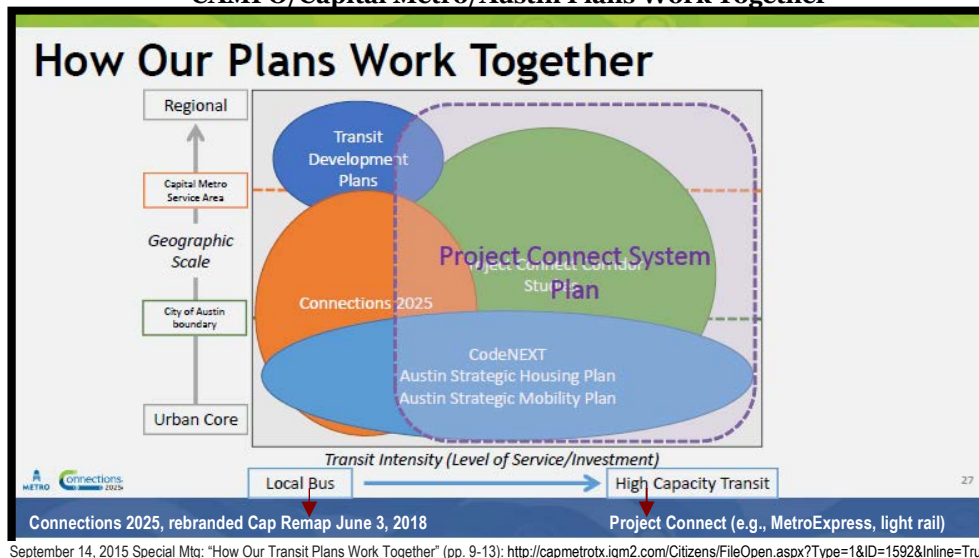 CAMPO/Capital Metro/Austin Plans Work Together
How Our Plans Work Together
Regional
Transit
Development
Plans
Capital Metro
Service Area
Geographic
Scale
Project Connect System
Plan
Project Connect Corridor
Studies
Connections 2025
City of Austin
boundary
CodeNEXT
Austin Strategic Housing Plan
Austin Strategic Mobility Plan
Urban Core
Transit Intensity (Level of Service/Investment)
METRO
Connections
2025
Local Bus
High Capacity Transit
27
Connections 2025, rebranded Cap Remap June 3, 2018
Project Connect (e.g., MetroExpress, light rail)
September 14, 2015 Special Mtg: "How Our Transit Plans Work Together" (pp. 9-13): http://capmetrotx.iqm2.com/Citizens/FileOpen.aspx?Type=1&ID=1592&Inline=Tru